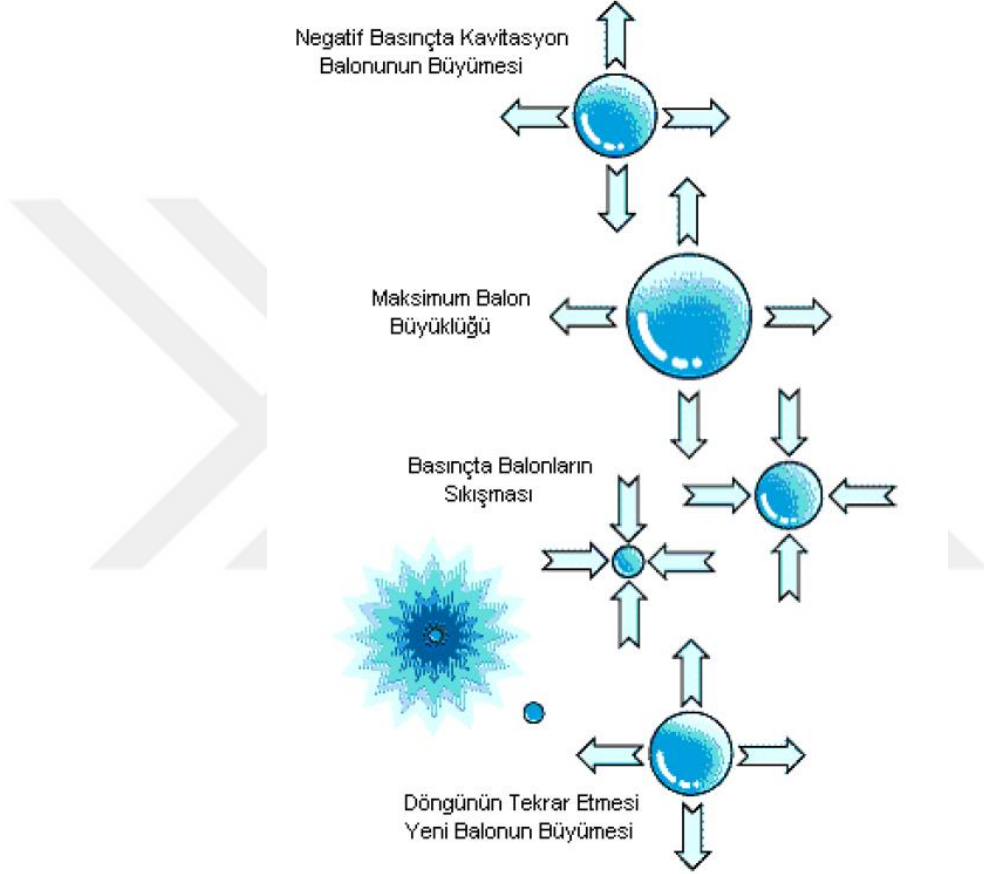 Negatif Basınçta Kavitasyon
Balonunun Büyümesi
Maksimum Balon
Büyüklüğü
Basınçta Balonların
Sıkışması
Döngünün Tekrar Etmesi
Yeni Balonun Büyümesi